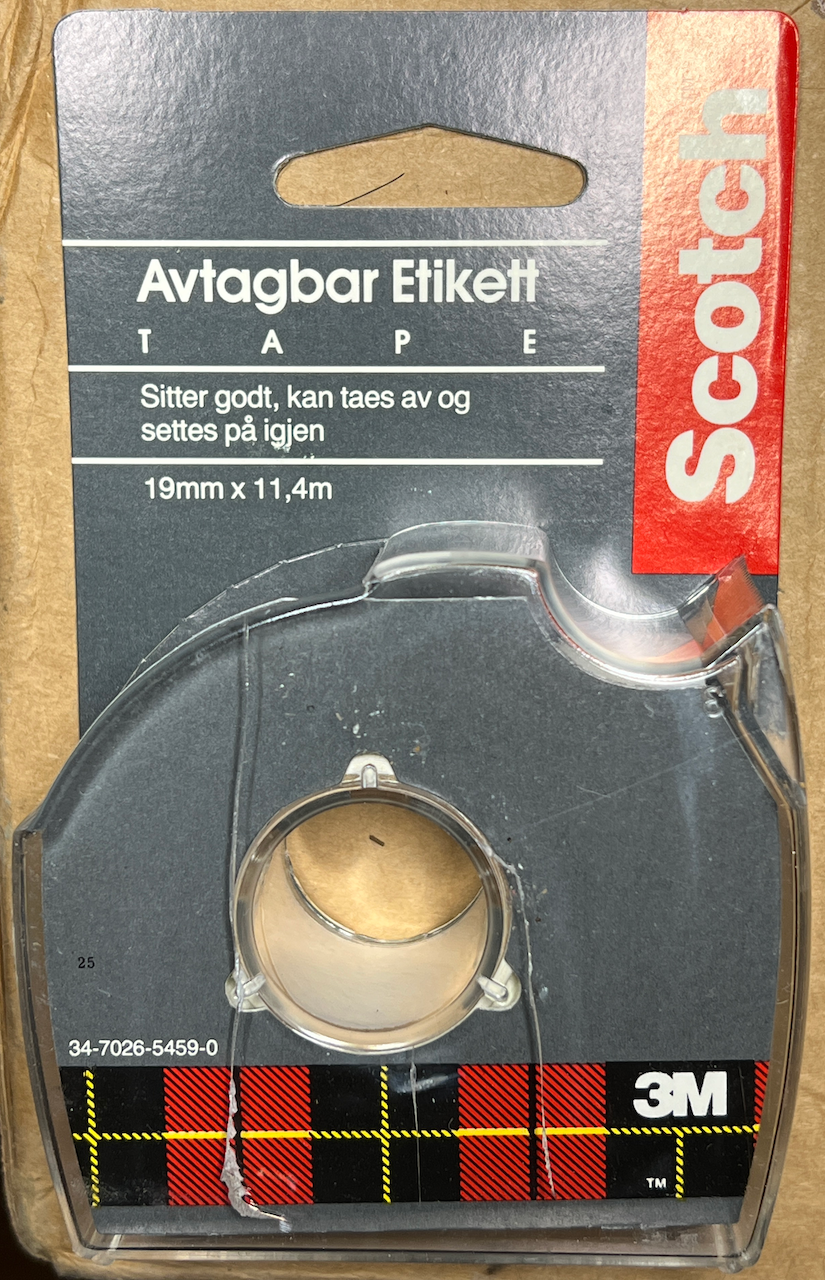 Scotch
Avtagbar Etikett
TAPE
Sitter godt, kan taes av og
settes på igjen
19mm x 11,4m
25
34-7026-5459-0
3M
TM